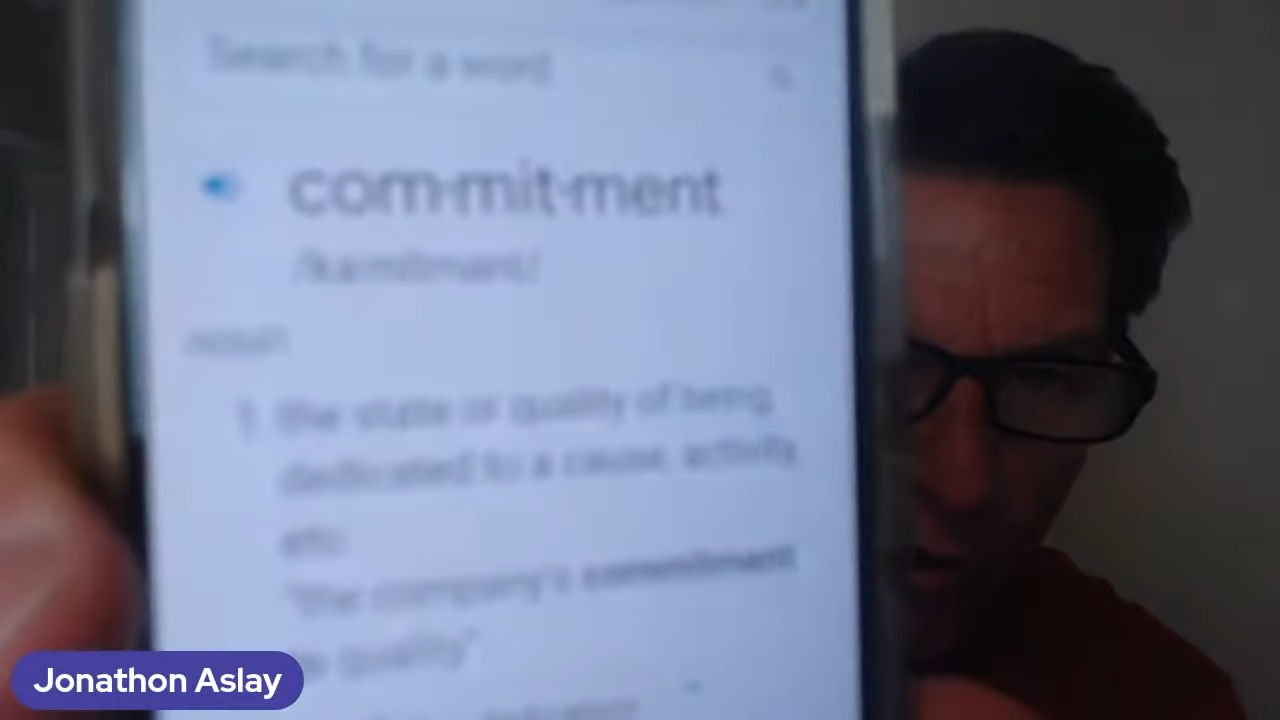 Search for a word
com·mit·ment
/kəˈmitmənt/
noun
1. the state or quality of being
dedicated to a cause, activity,
etc.
"the company's commitment
quality"
Jonathon Aslay